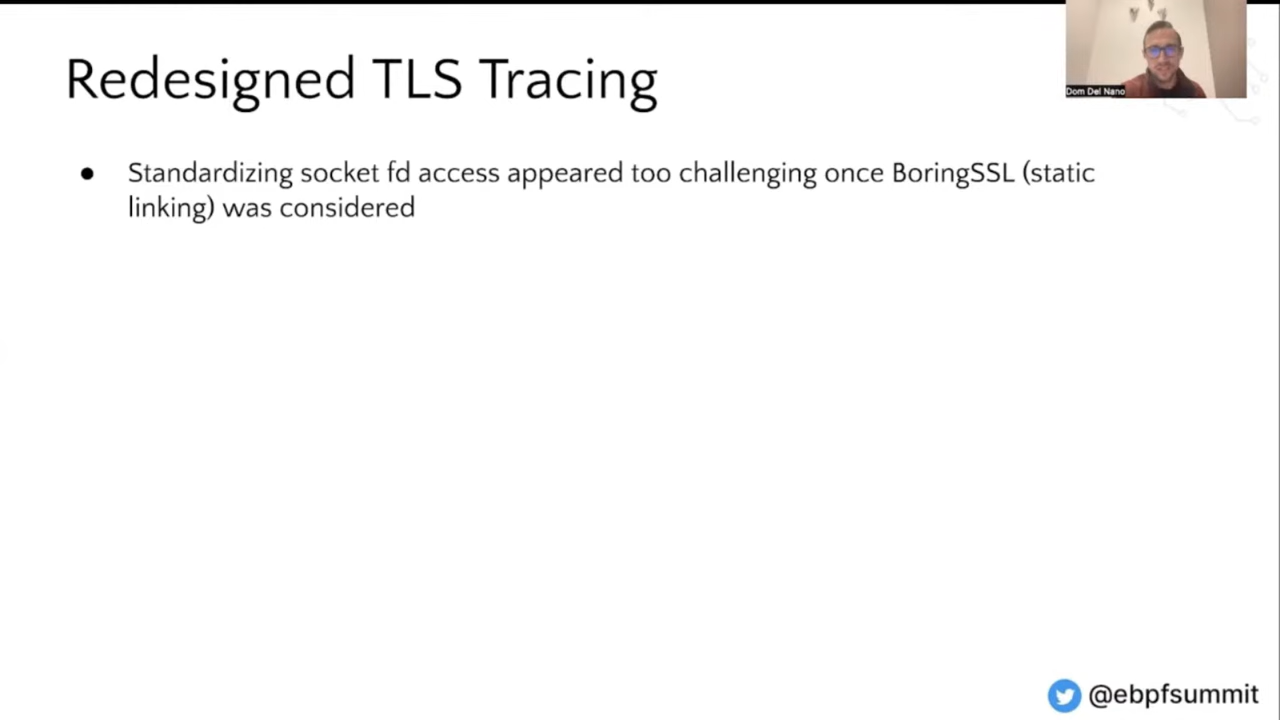 Redesigned TLS Tracing
Dom Del Nano
● Standardizing socket fd access appeared too challenging once BoringSSL (static
linking) was considered
@ebpfsummit